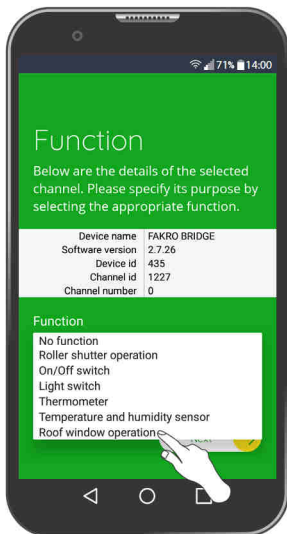 71% 14:00
Function
Below are the details of the selected
channel. Please specify its purpose by
selecting the appropriate function.
Device name FAKRO BRIDGE
Software version 2.7.26
Device id 435
Channel id 1227
Channel number 0
Function
No function
Roller shutter operation
On/Off switch
Light switch
Thermometer
Temperature and humidity sensor
Roof window operation
Next